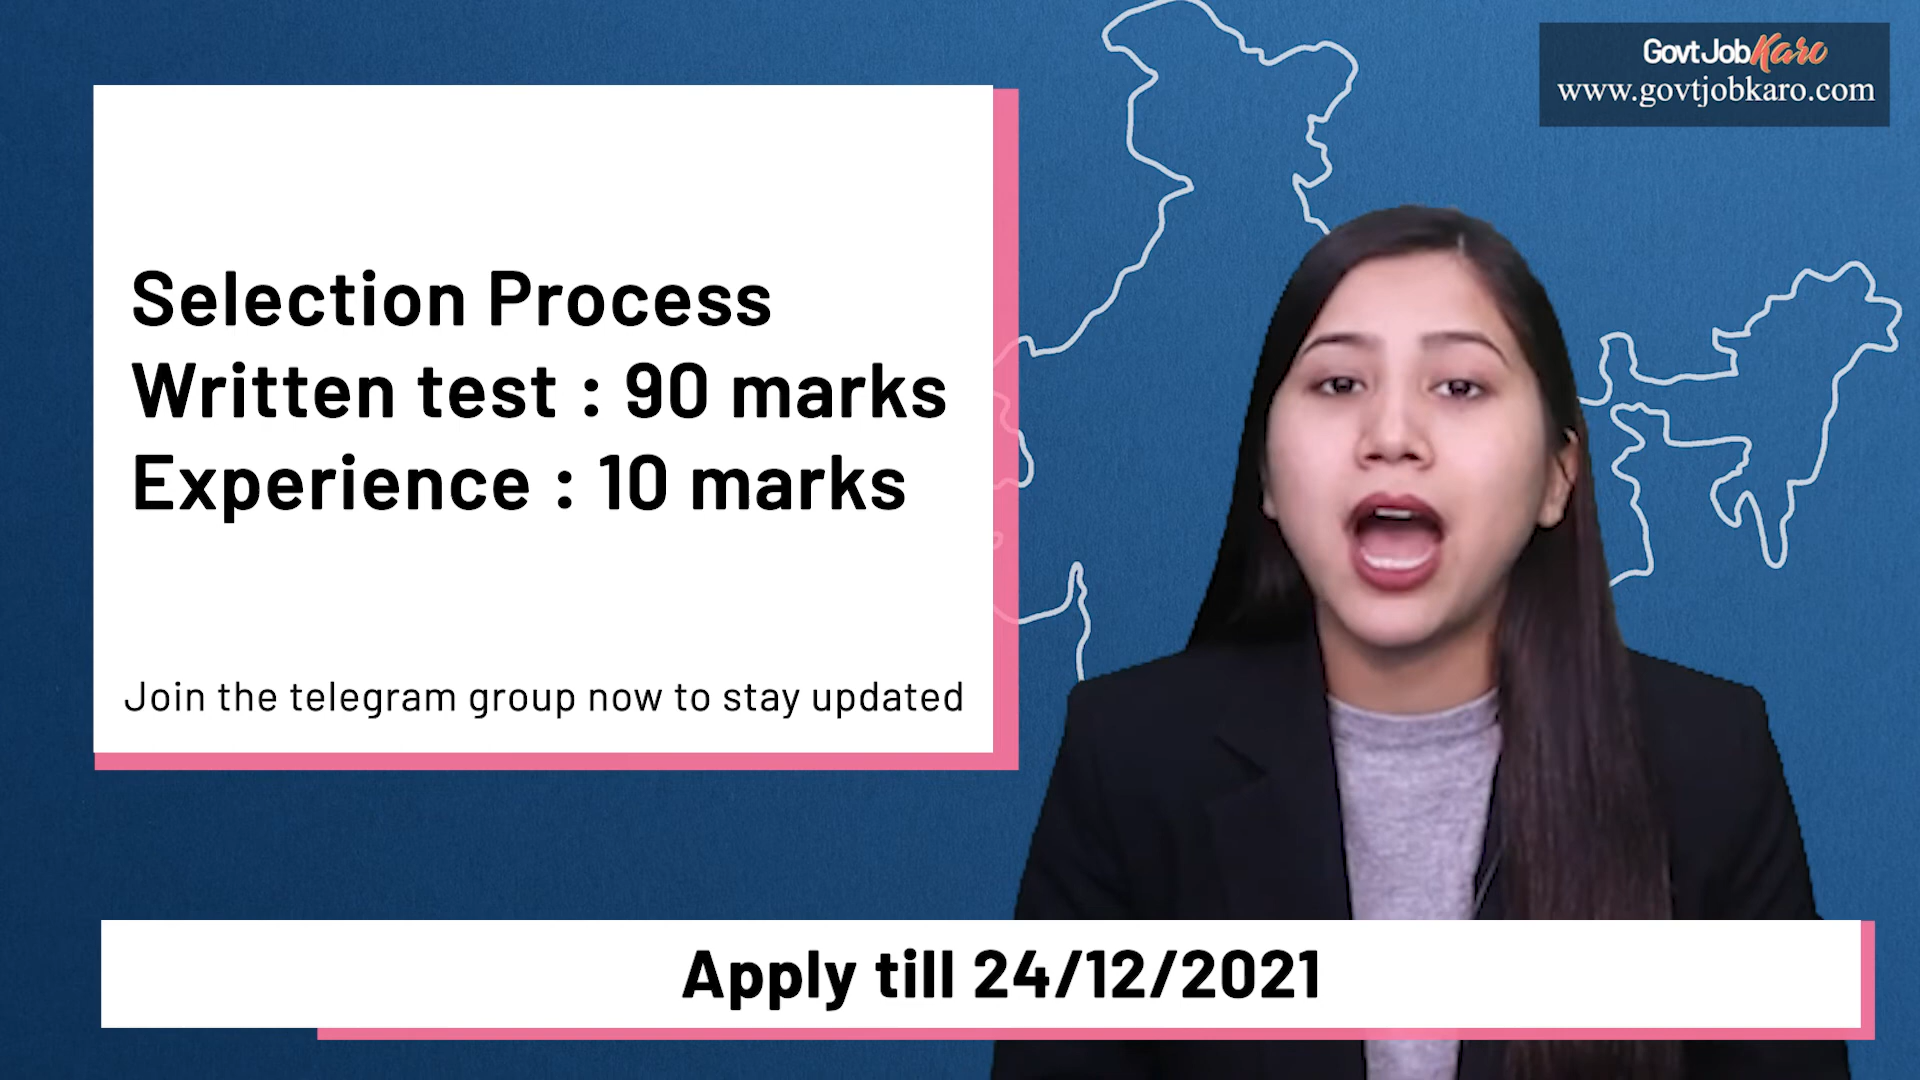 GovtJobKaro
www.govtjobkaro.com
Selection Process
Written test : 90 marks
Experience : 10 marks
Join the telegram group now to stay updated
Apply till 24/12/2021